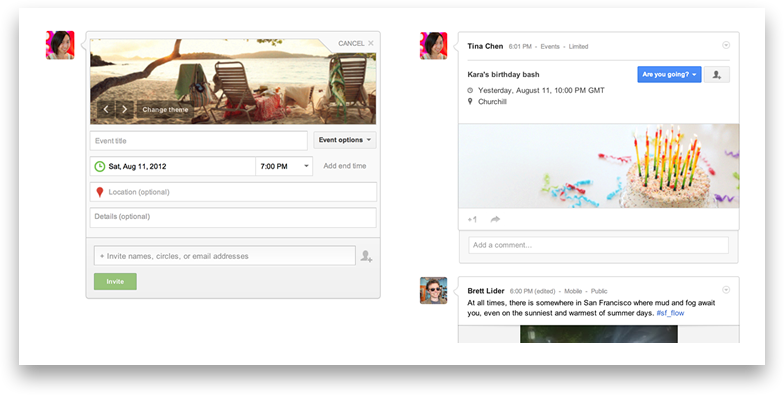 CANCEL ×
Change theme
Event title
Event options
Sat, Aug 11, 2012
7:00 PM
Add end time
Location (optional)
Details (optional)
+ Invite names, circles, or email addresses
Invite
Tina Chen 6:01 PM - Events - Limited
Kara's birthday bash
Are you going?
Yesterday, August 11, 10:00 PM GMT
Churchill
+1
Add a comment...
Brett Lider 6:00 PM (edited) - Mobile - Public
At all times, there is somewhere in San Francisco where mud and fog await
you, even on the sunniest and warmest of summer days. #sf_flow